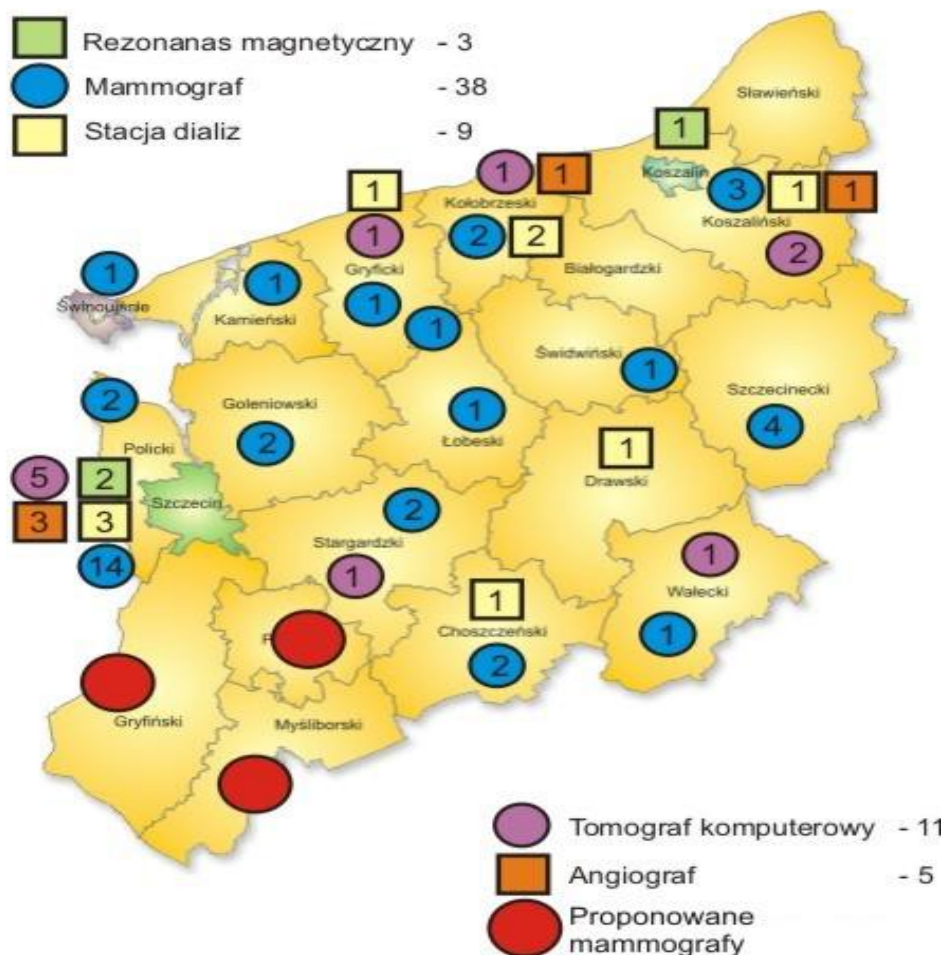 Rezonanas magnetyczny - 3
Mammograf - 38
Stacja dializ - 9
Sławieński
1
Koszalin
1
1
1
Kołobrzeski
3
1
1
Koszaliński
1
2
2
2
Gryficki
Białogardzki
1
1
Świnoujście
Kamieński
1
1
Świdwiński
1
Szczecinecki
2
Goleniowski
1
4
2
Łobeski
Policki
1
5
2
Drawski
Szczecin
3
3
2
Stargardzki
14
1
1
Wałecki
1
Choszczeński
1
2
Gryfiński
Myśliborski
Tomograf komputerowy - 11
Angiograf - 5
Proponowane
mammografy